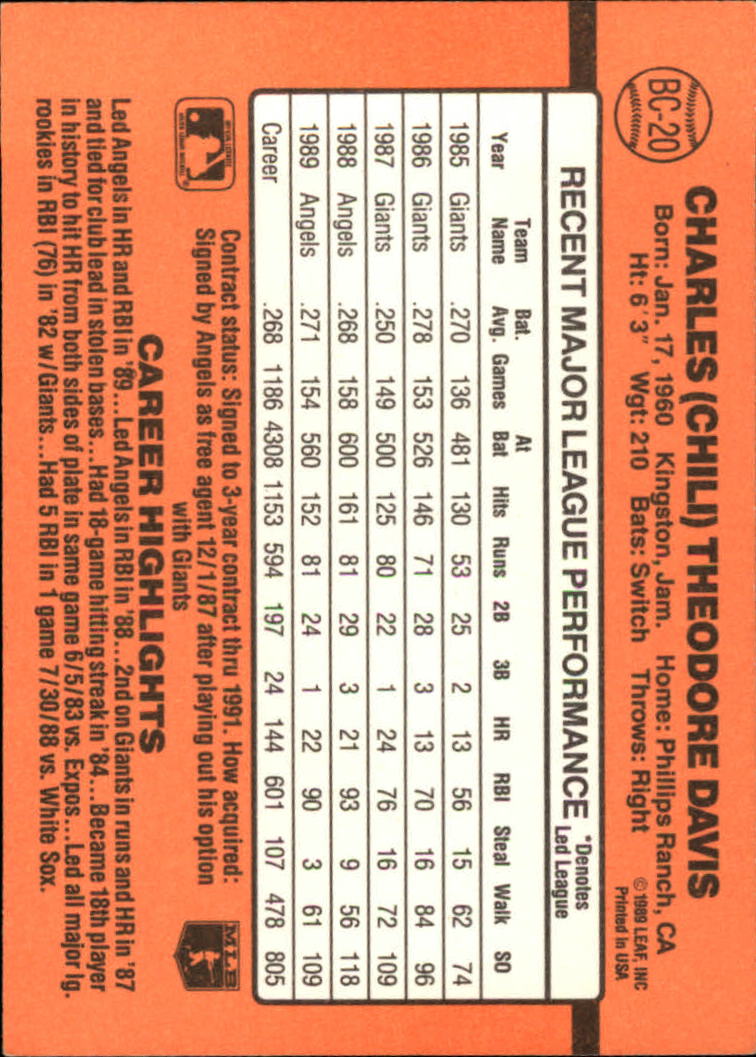 BC-20
CHARLES (CHILI) THEODORE DAVIS
Born: Jan. 17, 1960 Kingston, Jam. Home: Phillips Ranch, CA
Ht: 6'3" Wgt: 210 Bats: Switch Throws: Right
© 1989 LEAF, INC
Printed in USA
RECENT MAJOR LEAGUE PERFORMANCE
*Denotes
Led League
Year Team Name Bat. Avg. Games At Bat Hits Runs 2B 3B HR RBI Steal Walk SO
1985 Giants .270 136 481 130 53 25 2 13 56 15 62 74
1986 Giants .278 153 526 146 71 28 3 13 70 16 84 96
1987 Giants .250 149 500 125 80 22 1 24 76 16 72 109
1988 Angels .268 158 600 161 81 29 3 21 93 9 56 118
1989 Angels .271 154 560 152 81 24 1 22 90 3 61 109
Career .268 1186 4308 1153 594 197 24 144 601 107 478 805
Contract status: Signed to 3-year contract thru 1991. How acquired:
Signed by Angels as free agent 12/1/87 after playing out his option
with Giants
MLB
CAREER HIGHLIGHTS
Led Angels in HR and RBI in '89...Led Angels in RBI in '88...2nd on Giants in runs and HR in '87
and tied for club lead in stolen bases...Had 18-game hitting streak in '84...Became 18th player
in history to hit HR from both sides of plate in same game 6/5/83 vs. Expos...Led all major lg.
rookies in RBI (76) in '82 w/Giants...Had 5 RBI in 1 game 7/30/88 vs. White Sox.